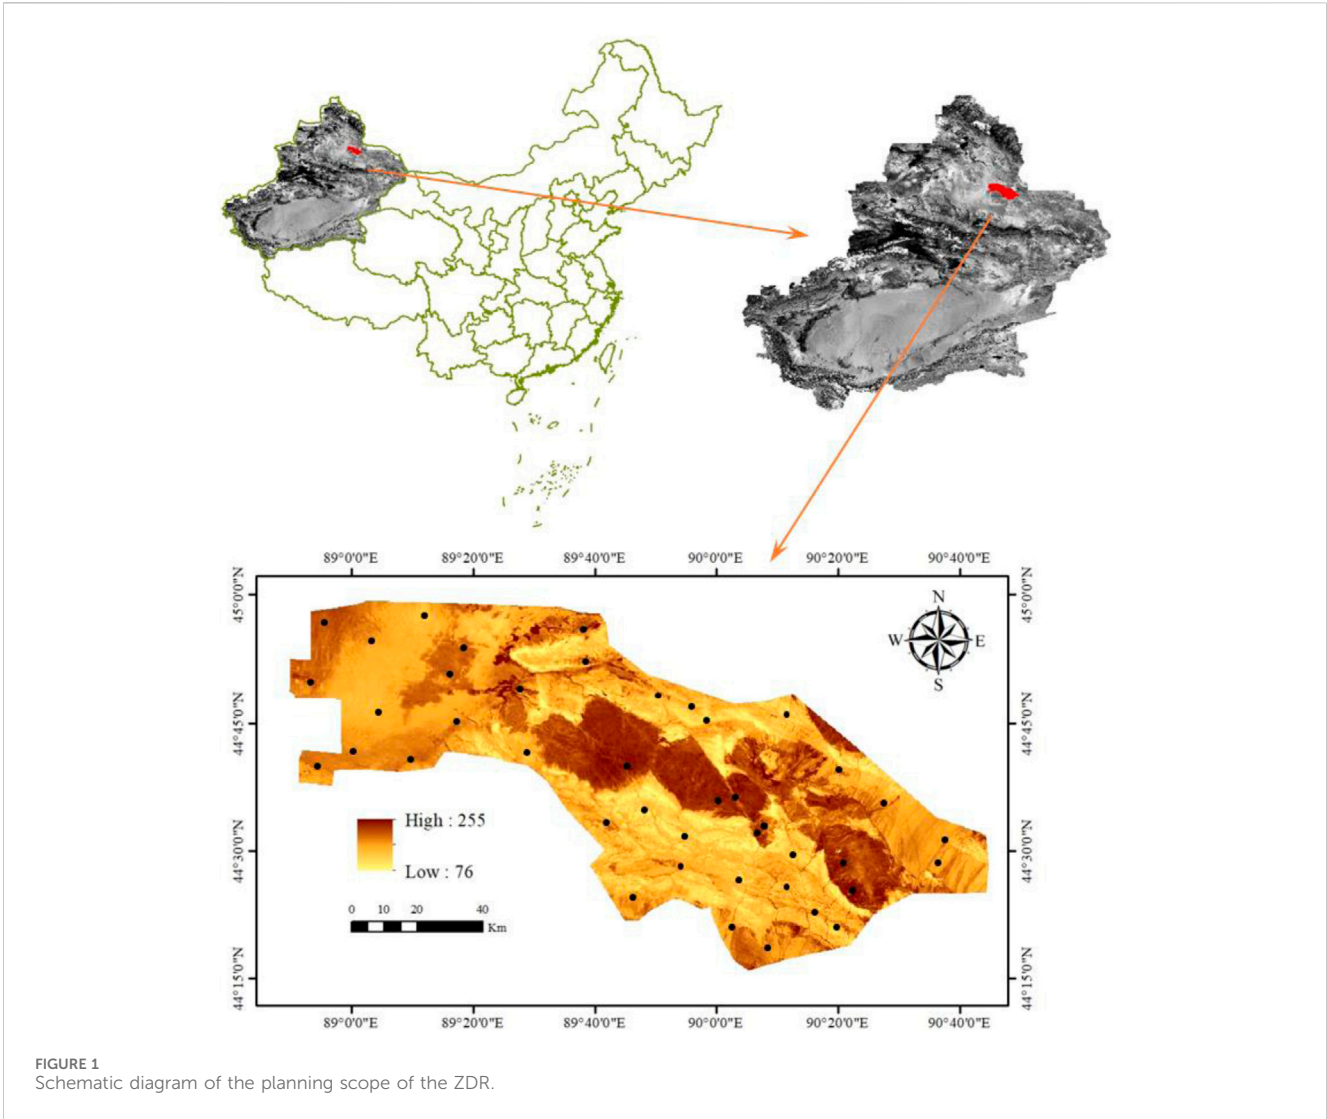 89°0'0"E 89°20'0"E 89°40'0"E 90°0'0"E 90°20'0"E 90°40'0"E
45°0'0"N
45°0'0"N
N
W E
S
44°45'0"N
44°45'0"N
High : 255
Low : 76
44°30'0"N
44°30'0"N
0 10 20 40
Km
44°15'0"N
44°15'0"N
89°0'0"E 89°20'0"E 89°40'0"E 90°0'0"E 90°20'0"E 90°40'0"E
FIGURE 1
Schematic diagram of the planning scope of the ZDR.